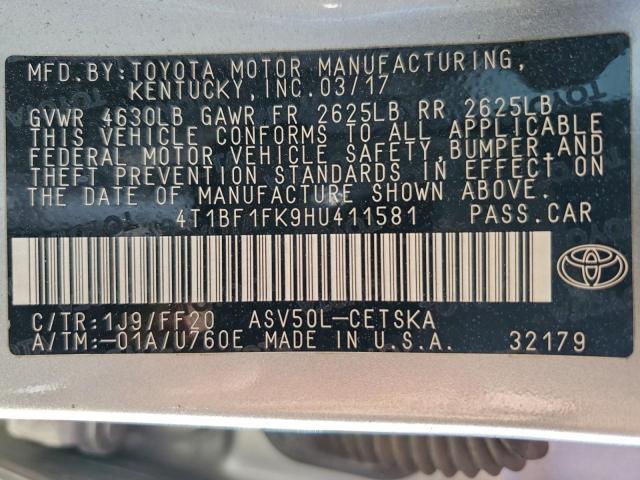 MFD.BY:TOYOTA MOTOR MANUFACTURING,
KENTUCKY,INC.03/17
GVWR 4630LB GAWR FR 2625LB RR 2625LB
THIS VEHICLE CONFORMS TO ALL APPLICABLE
FEDERAL MOTOR VEHICLE SAFETY,BUMPER,AND
THEFT PREVENTION STANDARDS IN EFFECT ON
THE DATE OF MANUFACTURE SHOWN ABOVE.
4T1BF1FK9HU411581 PASS.CAR
C/TR:1J9/FF20 ASV50L-CETSKA
A/TM:-01A/U760E MADE IN U.S.A. 32179